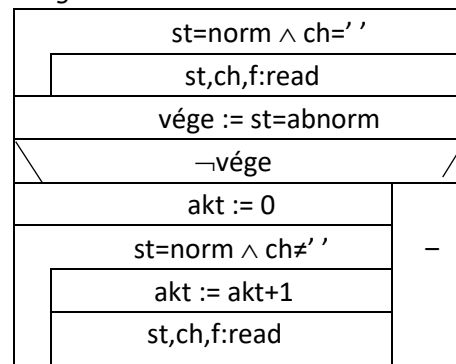 st=norm ∧ ch=’ ’
st,ch,f:read
vége := st=abnorm
¬vége
akt := 0
st=norm ∧ ch≠’ ’
–
akt := akt+1
st,ch,f:read